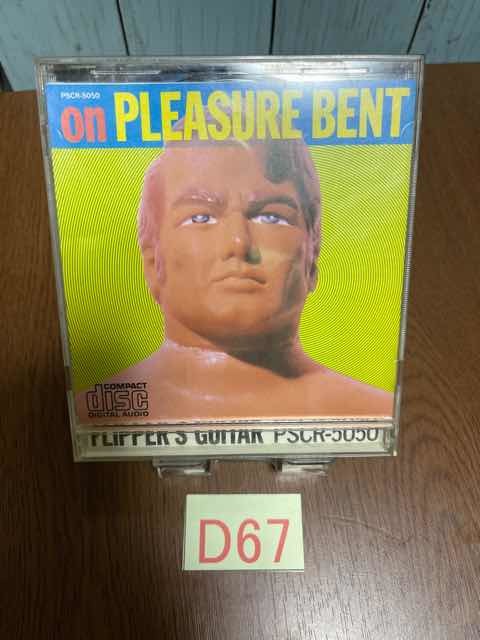 PSCR-5050
on PLEASURE BENT
COMPACT
disc
DIGITAL AUDIO
FLIPPER'S GUITAR PSCR-5050
D67